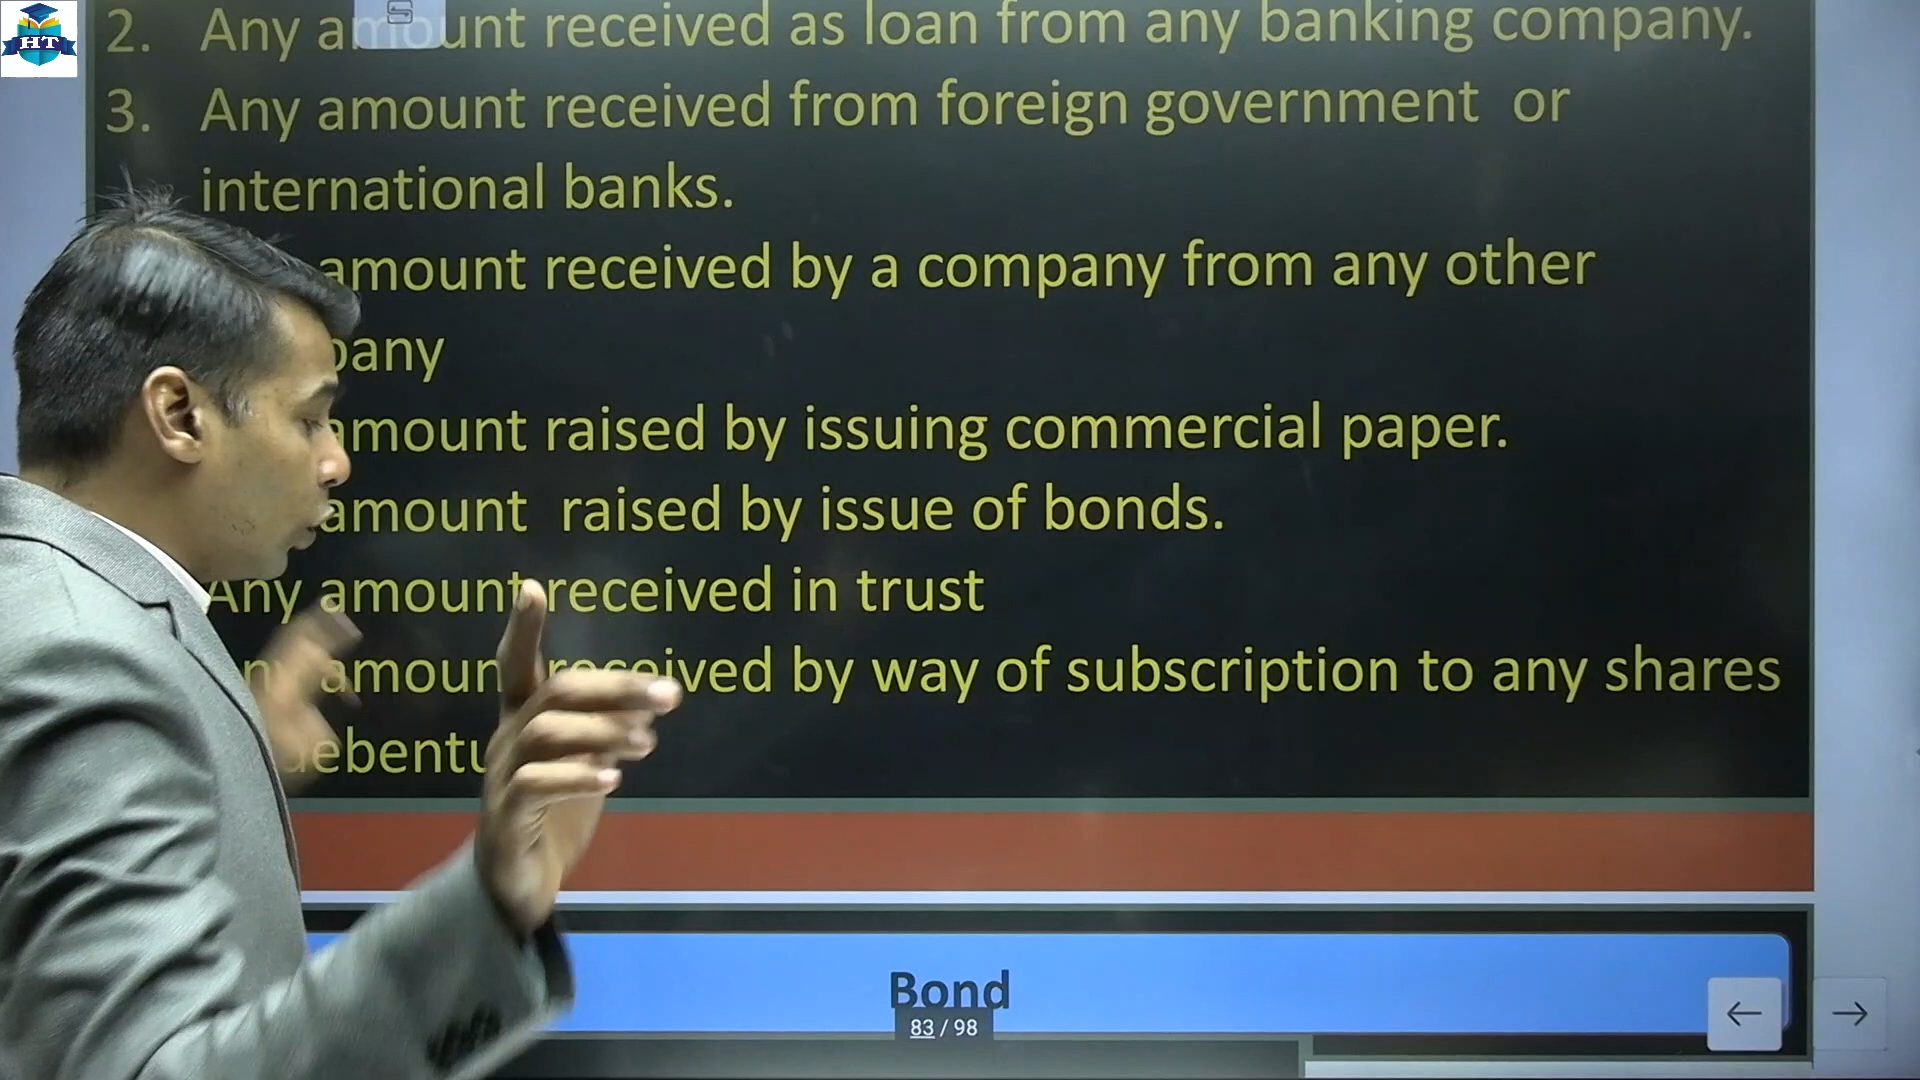 HT
2. Any amount received as loan from any banking company.
3. Any amount received from foreign government or
international banks.
amount received by a company from any other
pany
amount raised by issuing commercial paper.
amount raised by issue of bonds.
Any amount received in trust
amoun received by way of subscription to any shares
debentu
Bond
83 / 98